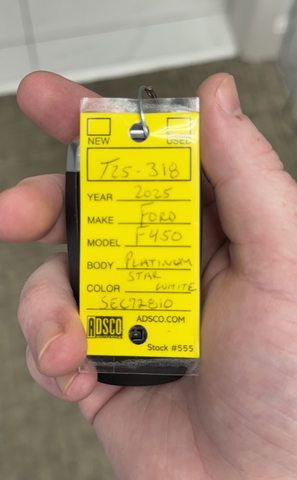 NEW USED
T25-318
YEAR 2025
MAKE FORD
MODEL F-450
BODY PLATINUM
STAR
COLOR WHITE
SEC72810
ADSCO ADSCO.COM
Stock #555